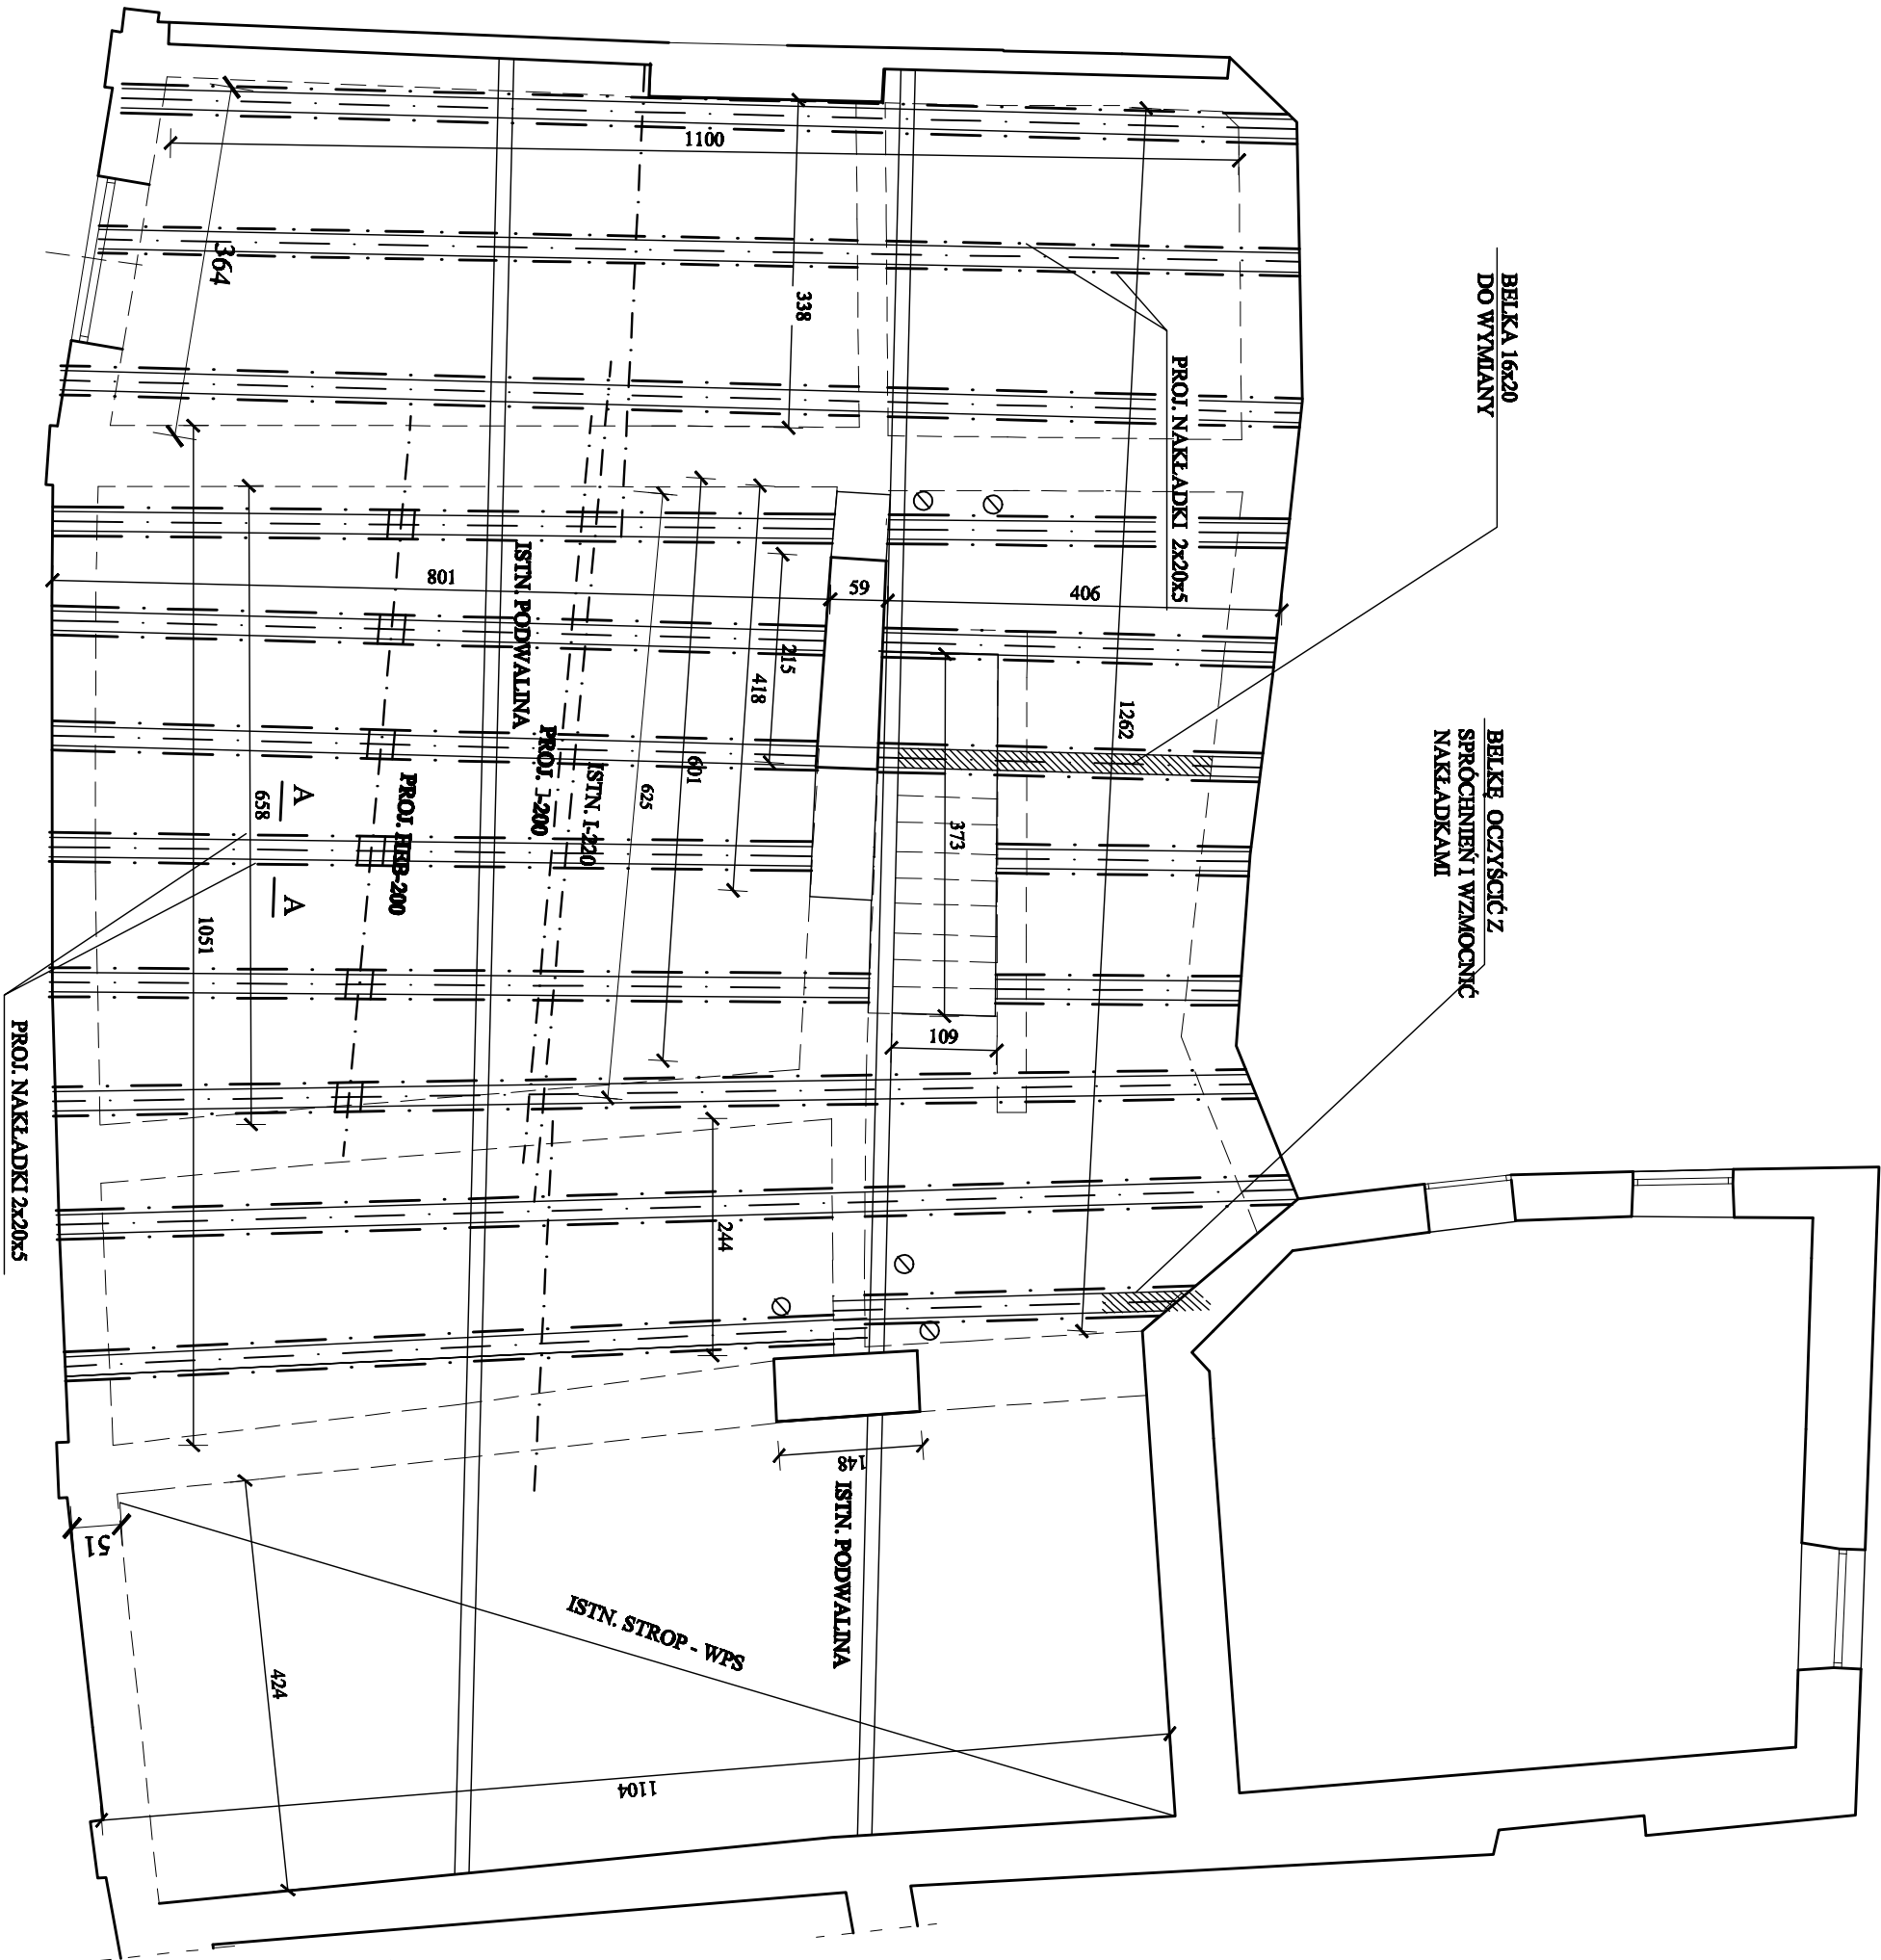 BELKA 16x20
DO WYMIANY
BELKĘ OCZYŚCIĆ Z
SPRÓCHNIEŃ I WZMOCNIĆ
NAKŁADKAMI
PROJ. NAKŁADKI 2x20x5
1100
338
364
1262
801
59
406
215
418
601
625
658
1051
373
109
244
148
51
424
1104
ISTN. PODWALINA
PROJ. I-200
ISTN. I-220
PROJ. HEB-200
A
A
PROJ. NAKŁADKI 2x20x5
ISTN. PODWALINA
ISTN. STROP - WPS